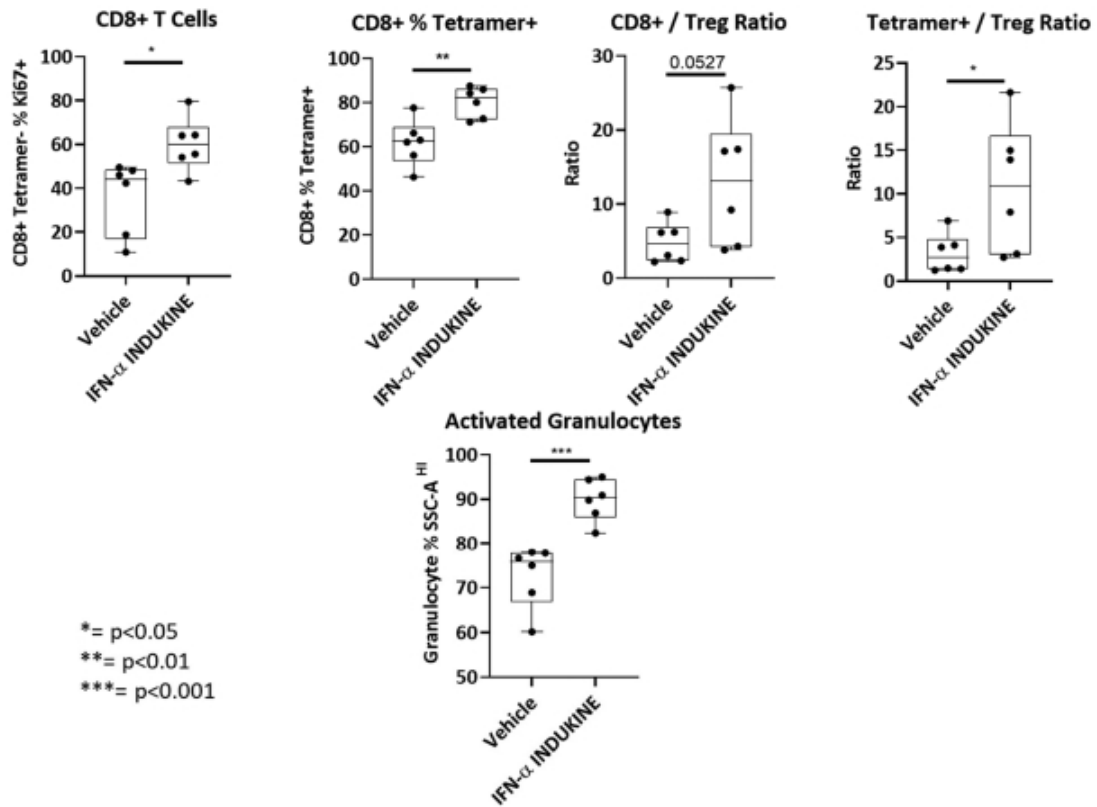 CD8+ T Cells
CD8+ Tetramer- % Ki67+
100
80
60
40
20
0
*
Vehicle
IFN-α INDUKINE
CD8+ % Tetramer+
CD8+ % Tetramer+
100
80
60
40
20
0
**
Vehicle
IFN-α INDUKINE
CD8+ / Treg Ratio
Ratio
30
20
10
0
0.0527
Vehicle
IFN-α INDUKINE
Tetramer+ / Treg Ratio
Ratio
25
20
15
10
5
0
*
Vehicle
IFN-α INDUKINE
Activated Granulocytes
Granulocyte % SSC-A HI
100
90
80
70
60
50
***
Vehicle
IFN-α INDUKINE
*= p<0.05
**= p<0.01
***= p<0.001